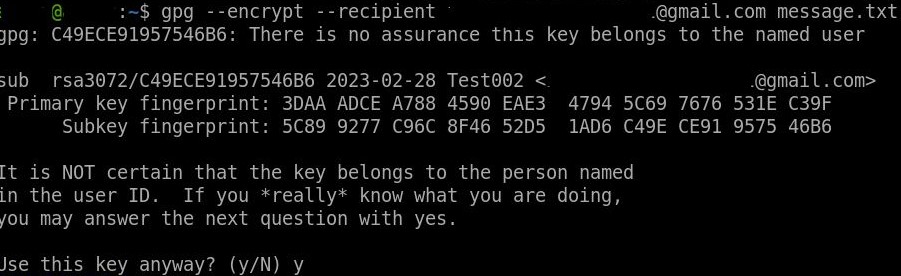 @ :~$ gpg --encrypt --recipient .@gmail.com message.txt
gpg: C49ECE91957546B6: There is no assurance this key belongs to the named user
sub rsa3072/C49ECE91957546B6 2023-02-28 Test002 < .@gmail.com>
Primary key fingerprint: 3DAA ADCE A788 4590 EAE3 4794 5C69 7676 531E C39F
Subkey fingerprint: 5C89 9277 C96C 8F46 52D5 1AD6 C49E CE91 9575 46B6
It is NOT certain that the key belongs to the person named
in the user ID. If you *really* know what you are doing,
you may answer the next question with yes.
Use this key anyway? (y/N) y